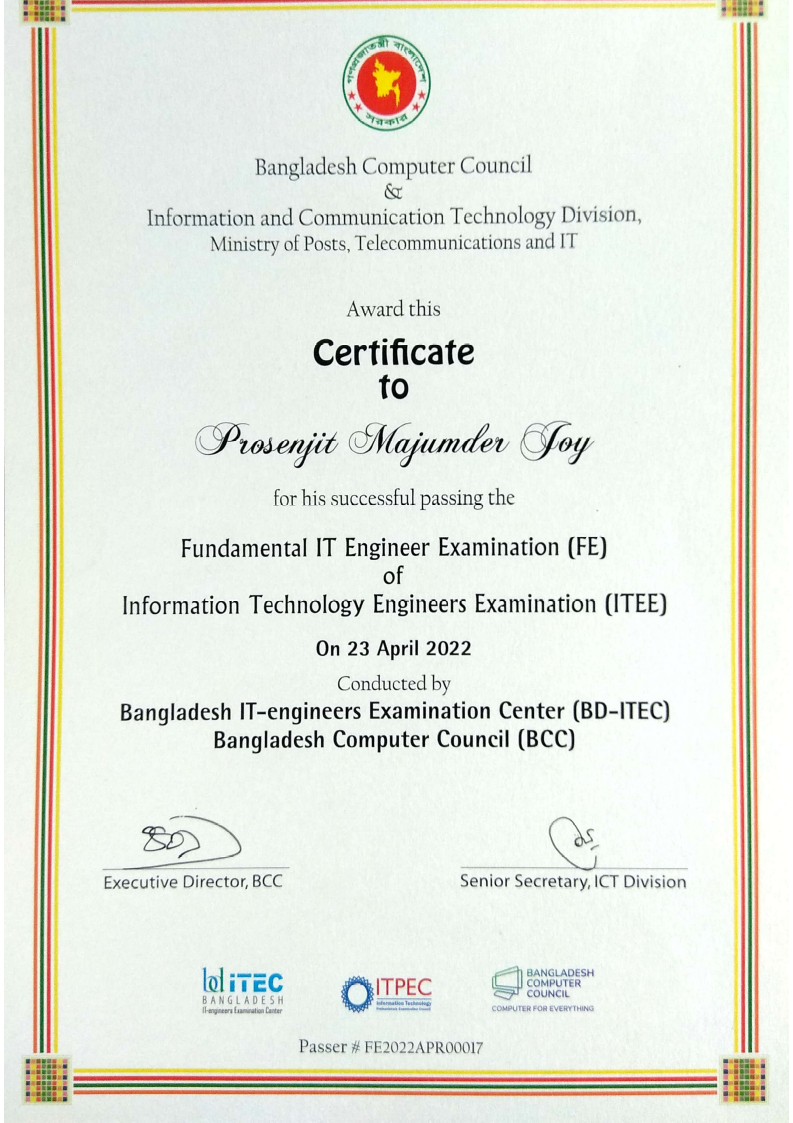 গণপ্রজাতন্ত্রী বাংলাদেশ
সরকার
Bangladesh Computer Council
&
Information and Communication Technology Division,
Ministry of Posts, Telecommunications and IT
Award this
Certificate
to
Prosenjit Majumder Joy
for his successful passing the
Fundamental IT Engineer Examination (FE)
of
Information Technology Engineers Examination (ITEE)
On 23 April 2022
Conducted by
Bangladesh IT-engineers Examination Center (BD-ITEC)
Bangladesh Computer Council (BCC)
Executive Director, BCC
Senior Secretary, ICT Division
bd iTEC
BANGLADESH
IT-engineers Examination Center
ITPEC
Information Technology
Professionals Examination Council
BANGLADESH
COMPUTER
COUNCIL
COMPUTER FOR EVERYTHING
Passer # FE2022APR00017